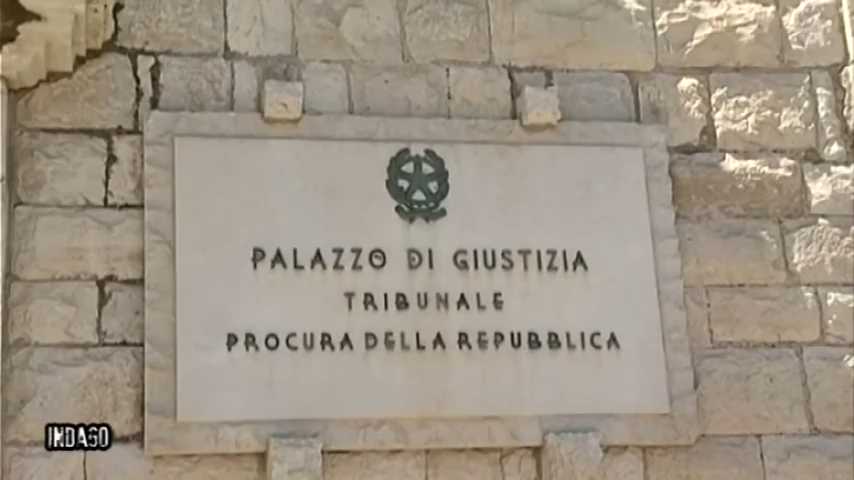 PALAZZO DI GIUSTIZIA
TRIBUNALE
PROCURA DELLA REPUBBLICA
INDAGO